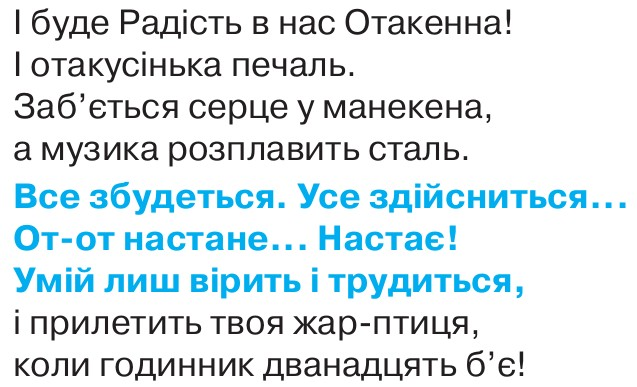 І буде Радість в нас Отакенна!
І отакусінька печаль.
Заб’ється серце у манекена,
а музика розплавить сталь.
Все збудеться. Усе здійсниться...
От-от настане... Настає!
Умій лиш вірить і трудиться,
і прилетить твоя жар-птиця,
коли годинник дванадцять б’є!